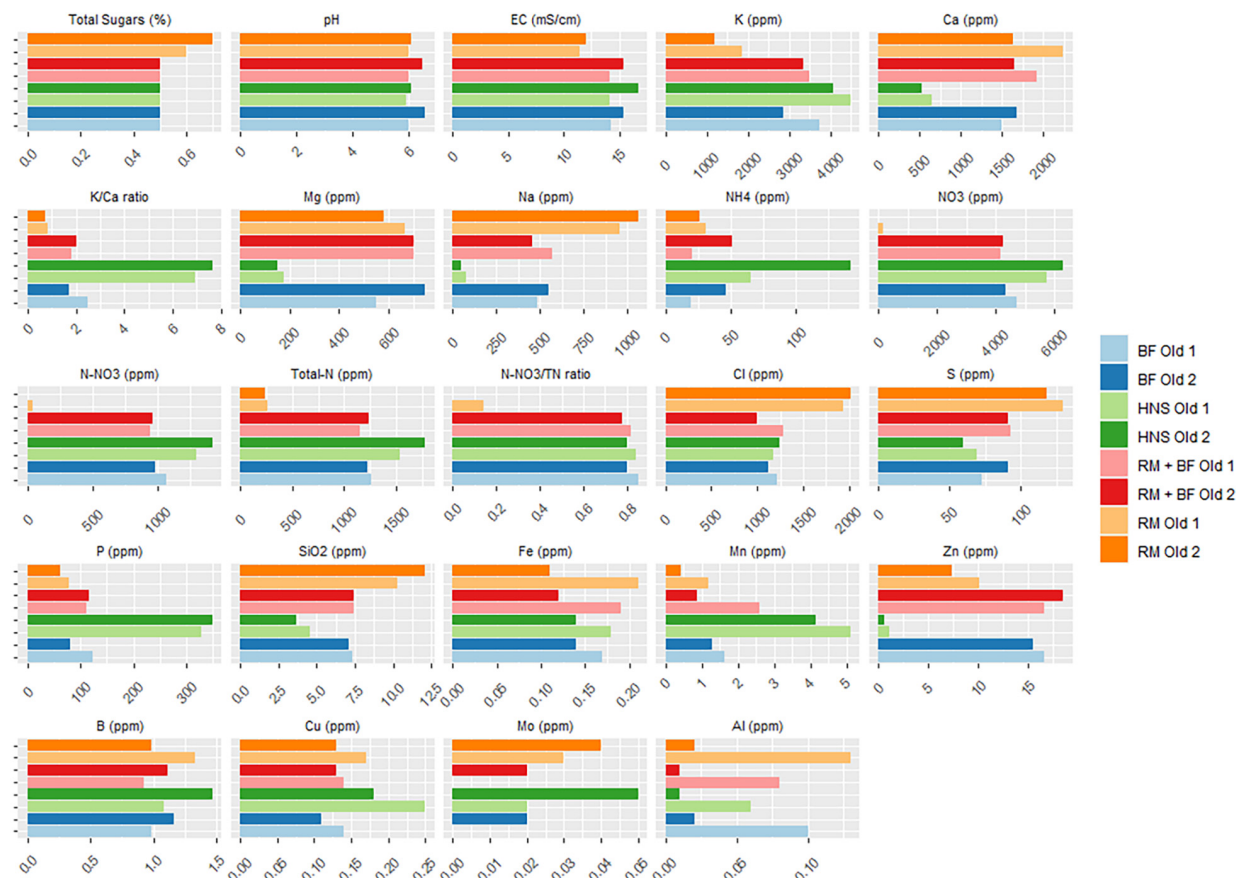 Total Sugars (%) pH EC (mS/cm) K (ppm) Ca (ppm)
0.0 0.2 0.4 0.6 0 2 4 6 0 5 10 15 0 1000 2000 3000 4000 0 500 1000 1500 2000
K/Ca ratio Mg (ppm) Na (ppm) NH4 (ppm) NO3 (ppm)
0 2 4 6 8 0 200 400 600 0 250 500 750 1000 0 50 100 0 2000 4000 6000
N-NO3 (ppm) Total-N (ppm) N-NO3/TN ratio Cl (ppm) S (ppm)
0 500 1000 0 500 1000 1500 0.0 0.2 0.4 0.6 0.8 0 500 1000 1500 2000 0 50 100
P (ppm) SiO2 (ppm) Fe (ppm) Mn (ppm) Zn (ppm)
0 100 200 300 0.0 2.5 5.0 7.5 10.0 12.5 0.00 0.05 0.10 0.15 0.20 0 1 2 3 4 5 0 5 10 15
B (ppm) Cu (ppm) Mo (ppm) Al (ppm)
0.0 0.5 1.0 1.5 0.00 0.05 0.10 0.15 0.20 0.25 0.00 0.01 0.02 0.03 0.04 0.05 0.00 0.05 0.10
BF Old 1
BF Old 2
HNS Old 1
HNS Old 2
RM + BF Old 1
RM + BF Old 2
RM Old 1
RM Old 2